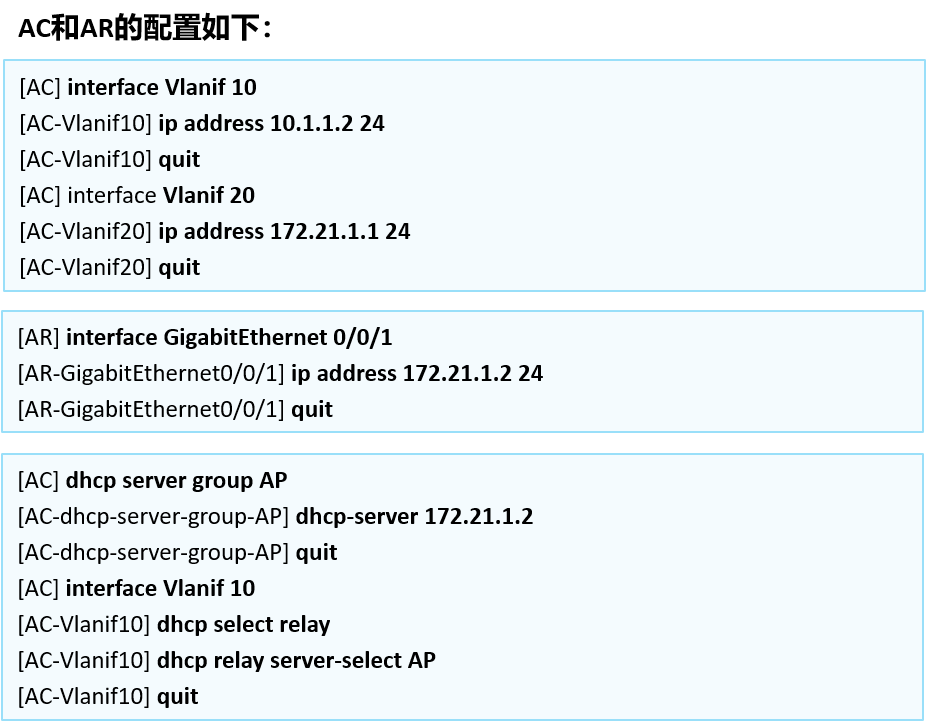 AC和AR的配置如下：
[AC] interface Vlanif 10
[AC-Vlanif10] ip address 10.1.1.2 24
[AC-Vlanif10] quit
[AC] interface Vlanif 20
[AC-Vlanif20] ip address 172.21.1.1 24
[AC-Vlanif20] quit
[AR] interface GigabitEthernet 0/0/1
[AR-GigabitEthernet0/0/1] ip address 172.21.1.2 24
[AR-GigabitEthernet0/0/1] quit
[AC] dhcp server group AP
[AC-dhcp-server-group-AP] dhcp-server 172.21.1.2
[AC-dhcp-server-group-AP] quit
[AC] interface Vlanif 10
[AC-Vlanif10] dhcp select relay
[AC-Vlanif10] dhcp relay server-select AP
[AC-Vlanif10] quit